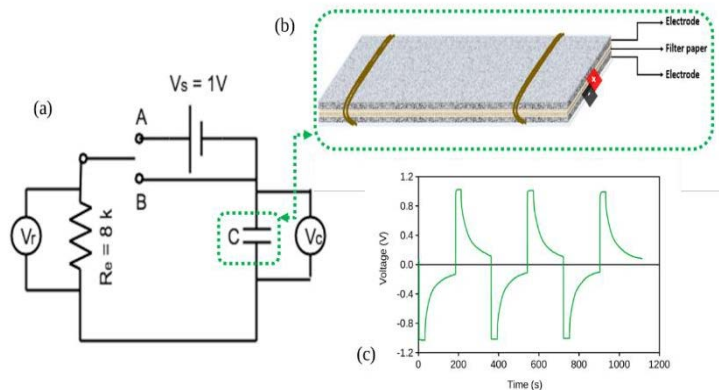 (a)
Vs = 1V
A
B
Vr
Re = 8 k
C
Vc
(b)
Electrode
Filter paper
Electrode
x
(c)
Voltage (V)
1.2
0.8
0.4
0.0
-0.4
-0.8
-1.2
0 200 400 600 800 1000 1200
Time (s)